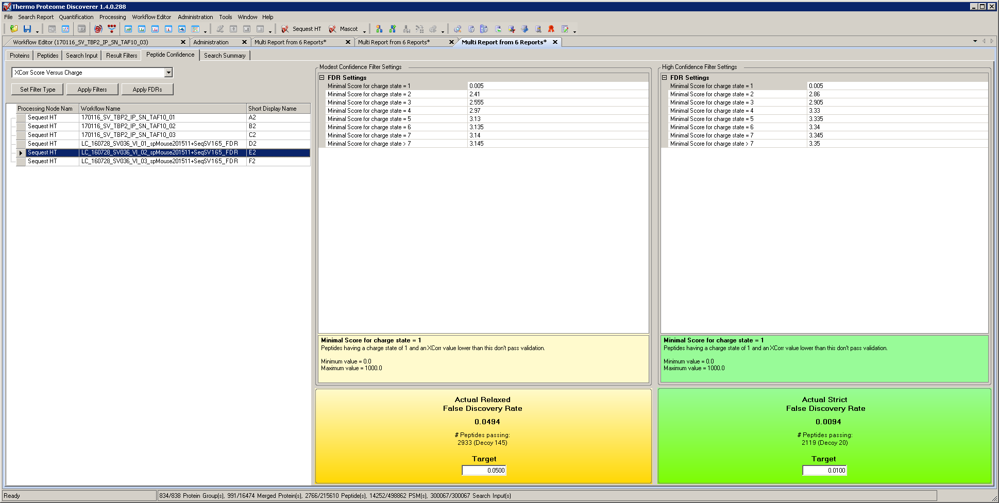 Thermo Proteome Discoverer 1.4.0.288
File Search Report Quantification Processing Workflow Editor Administration Tools Window Help
Sequest HT Mascot
Workflow Editor (170116_SV_TBP2_IP_SN_TAF10_03) Administration Multi Report from 6 Reports* Multi Report from 6 Reports* Multi Report from 6 Reports*
Proteins Peptides Search Input Result Filters Peptide Confidence Search Summary
XCorr Score Versus Charge
Set Filter Type Apply Filters Apply FDRs
Processing Node Nam Workflow Name Short Display Name
Sequest HT 170116_SV_TBP2_IP_SN_TAF10_01 A2
Sequest HT 170116_SV_TBP2_IP_SN_TAF10_02 B2
Sequest HT 170116_SV_TBP2_IP_SN_TAF10_03 C2
Sequest HT LC_160728_SV036_VI_01_spMouse201511+SeqSV165_FDR D2
Sequest HT LC_160728_SV036_VI_02_spMouse201511+SeqSV165_FDR E2
Sequest HT LC_160728_SV036_VI_03_spMouse201511+SeqSV165_FDR F2
Modest Confidence Filter Settings
FDR Settings
Minimal Score for charge state = 1 0.005
Minimal Score for charge state = 2 2.41
Minimal Score for charge state = 3 2.555
Minimal Score for charge state = 4 2.97
Minimal Score for charge state = 5 3.13
Minimal Score for charge state = 6 3.135
Minimal Score for charge state = 7 3.14
Minimal Score for charge state > 7 3.145
Minimal Score for charge state = 1
Peptides having a charge state of 1 and an XCorr value lower than this don't pass validation.
Minimum value = 0.0
Maximum value = 1000.0
Actual Relaxed
False Discovery Rate
0.0494
# Peptides passing:
2933 (Decoy 145)
Target
0.0500
High Confidence Filter Settings
FDR Settings
Minimal Score for charge state = 1 0.005
Minimal Score for charge state = 2 2.86
Minimal Score for charge state = 3 2.905
Minimal Score for charge state = 4 3.33
Minimal Score for charge state = 5 3.335
Minimal Score for charge state = 6 3.34
Minimal Score for charge state = 7 3.345
Minimal Score for charge state > 7 3.35
Minimal Score for charge state = 1
Peptides having a charge state of 1 and an XCorr value lower than this don't pass validation.
Minimum value = 0.0
Maximum value = 1000.0
Actual Strict
False Discovery Rate
0.0094
# Peptides passing:
2119 (Decoy 20)
Target
0.0100
Ready
834/838 Protein Group(s), 991/16474 Merged Protein(s), 2766/215610 Peptide(s), 14252/498862 PSM(s), 300067/300067 Search Input(s)